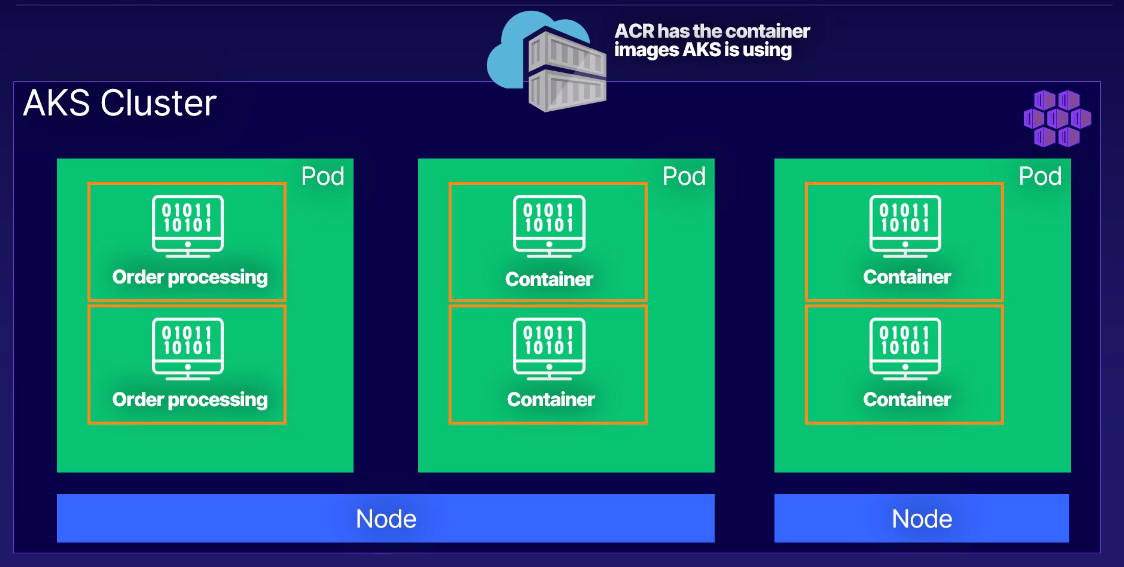 ACR has the container
images AKS is using
AKS Cluster
Pod
01011
10101
Order processing
01011
10101
Order processing
Pod
01011
10101
Container
01011
10101
Container
Pod
01011
10101
Container
01011
10101
Container
Node
Node